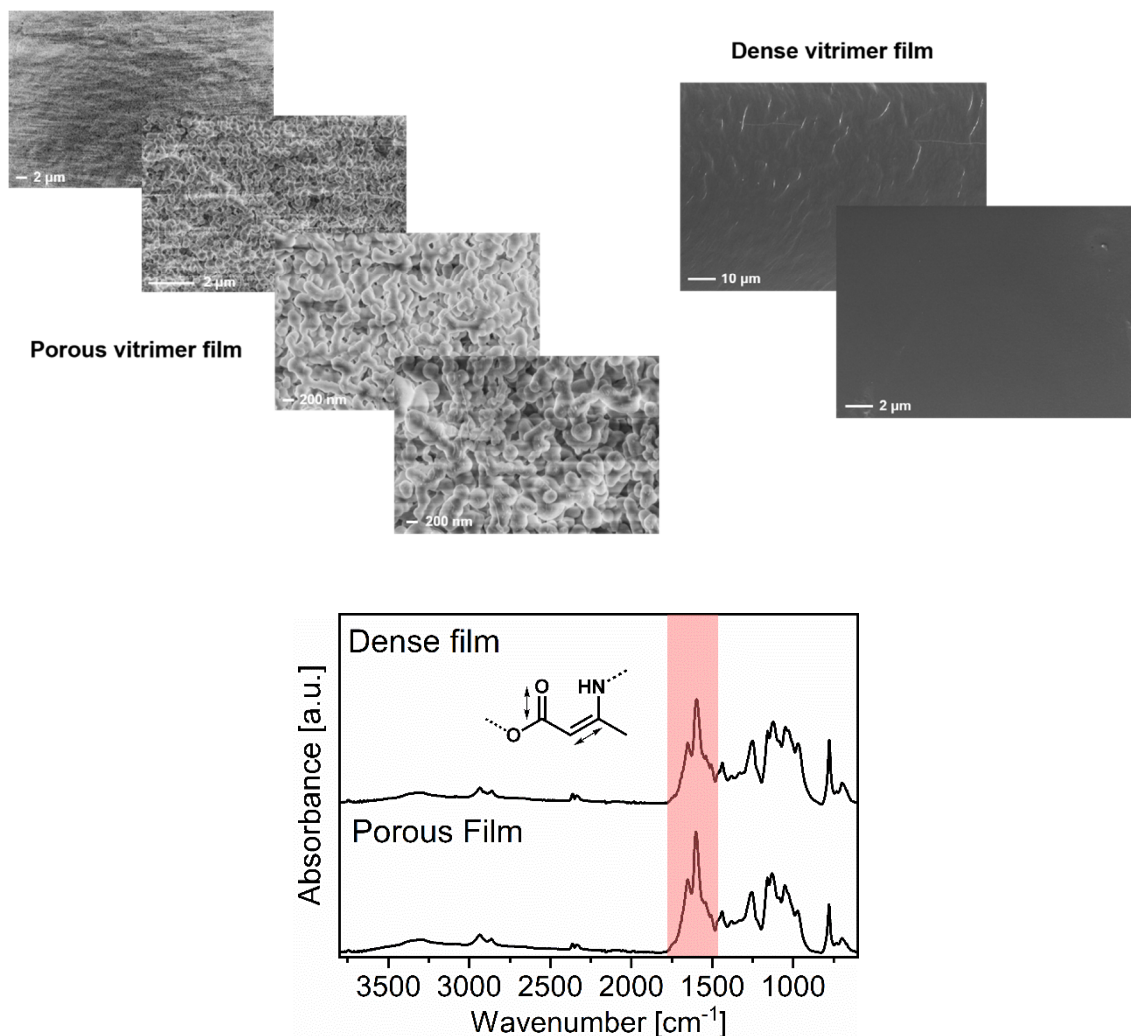 Dense vitrimer film
2 µm
2 µm
Porous vitrimer film
200 nm
200 nm
10 µm
2 µm
Dense film
O
HN
O
Porous Film
Absorbance [a.u.]
3500 3000 2500 2000 1500 1000
Wavenumber [cm⁻¹]